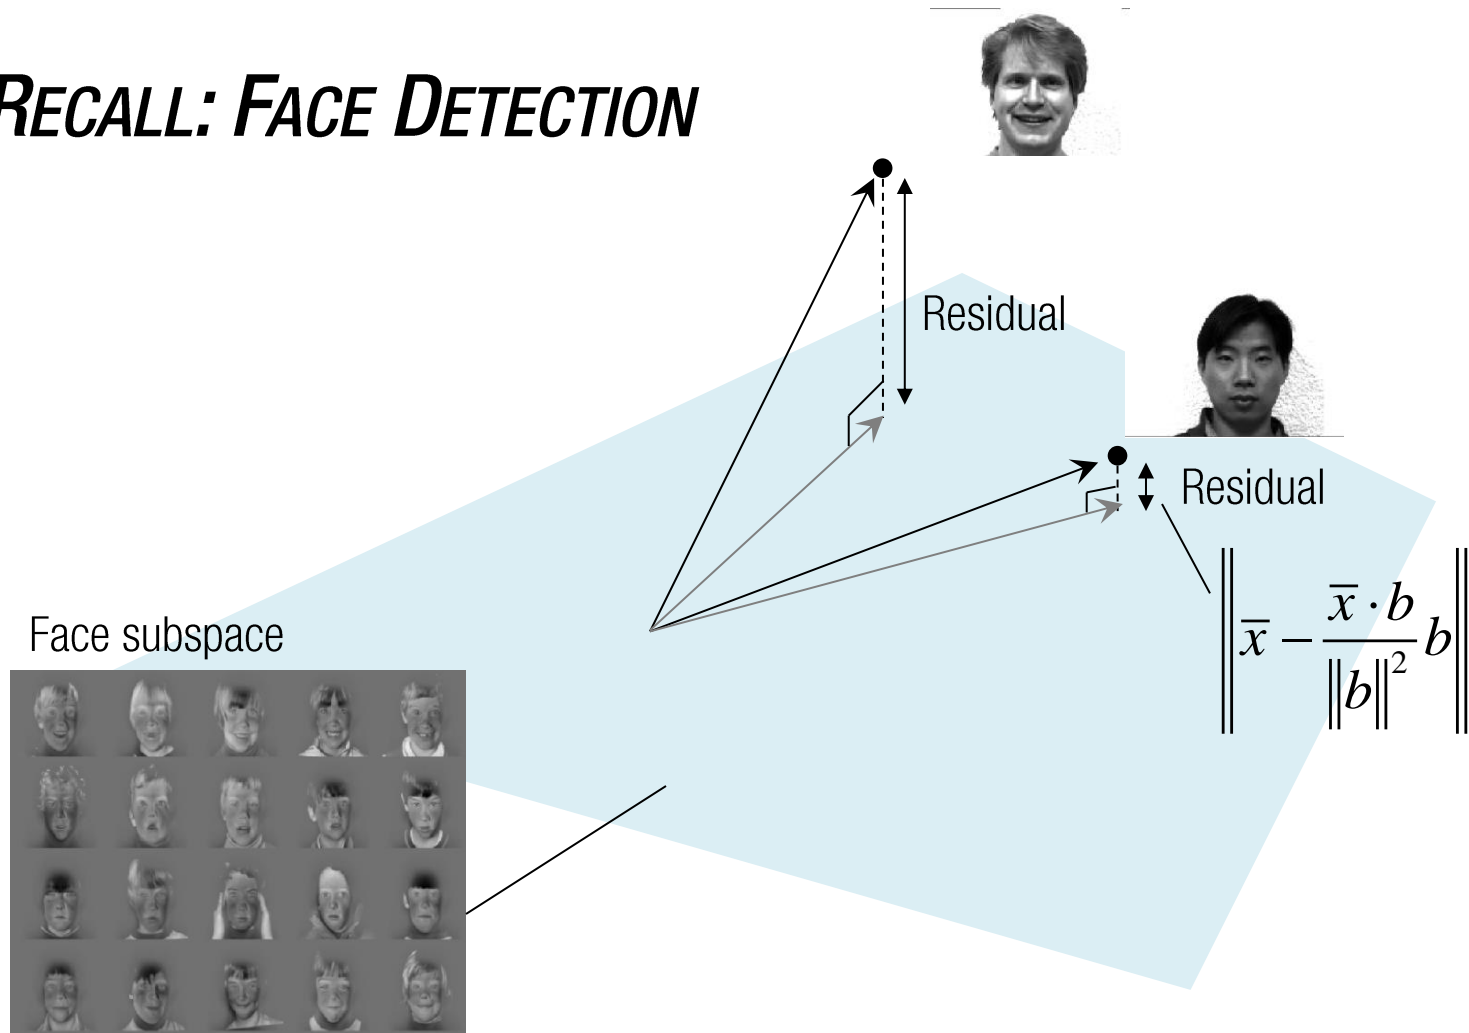 RECALL: FACE DETECTION
Residual
Residual
Face subspace
‖x̅ − (x̅ · b / ‖b‖²) b‖